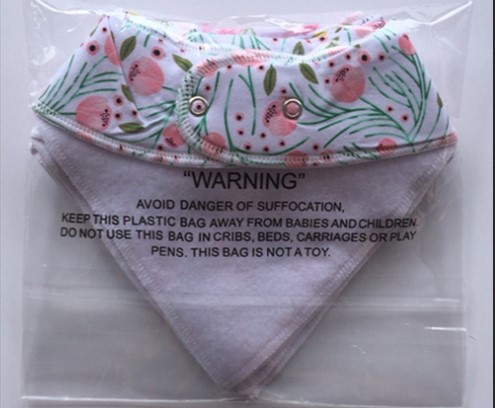 “WARNING”
AVOID DANGER OF SUFFOCATION,
KEEP THIS PLASTIC BAG AWAY FROM BABIES AND CHILDREN.
DO NOT USE THIS BAG IN CRIBS, BEDS, CARRIAGES OR PLAY
PENS. THIS BAG IS NOT A TOY.